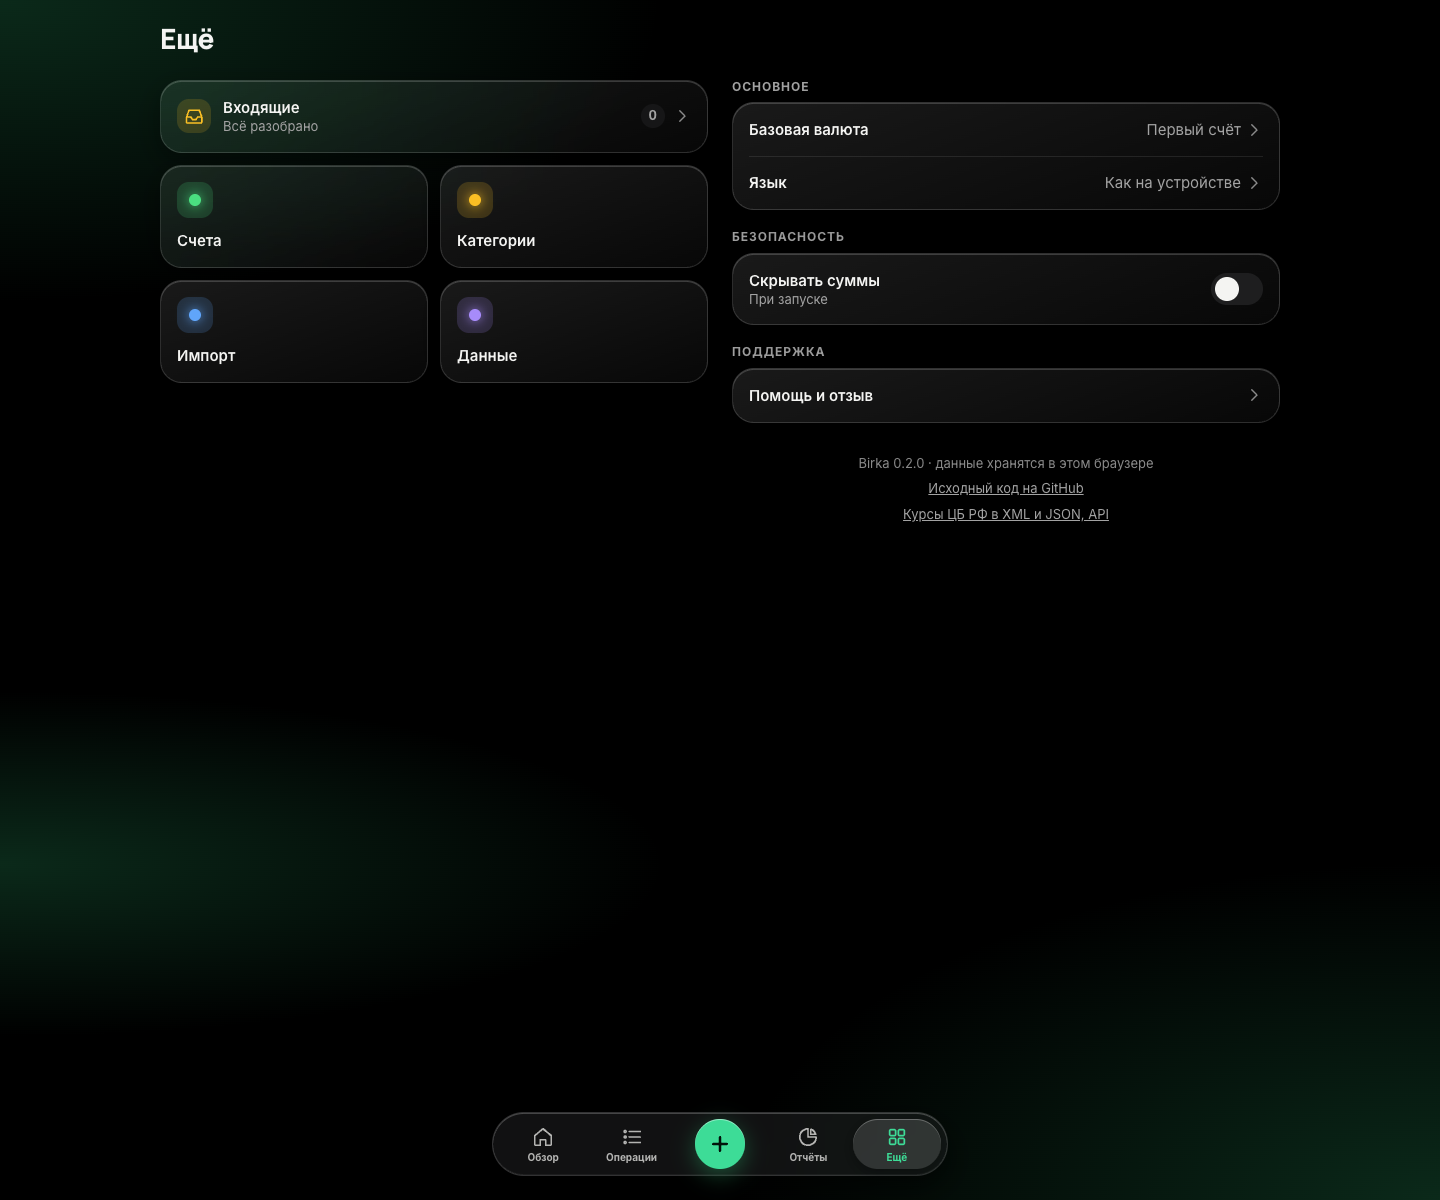 Ещё
Входящие
Всё разобрано
0
Счета
Категории
Импорт
Данные
ОСНОВНОЕ
Базовая валюта
Первый счёт
Язык
Как на устройстве
БЕЗОПАСНОСТЬ
Скрывать суммы
При запуске
ПОДДЕРЖКА
Помощь и отзыв
Birka 0.2.0 · данные хранятся в этом браузере
Исходный код на GitHub
Курсы ЦБ РФ в XML и JSON, API
Обзор
Операции
Отчёты
Ещё